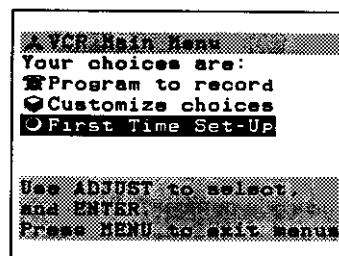 VCR Main Menu
Your choices are:
Program to record
Customize choices
First Time Set-Up
Use ADJUST to select,
and ENTER.
Press MENU to exit menus